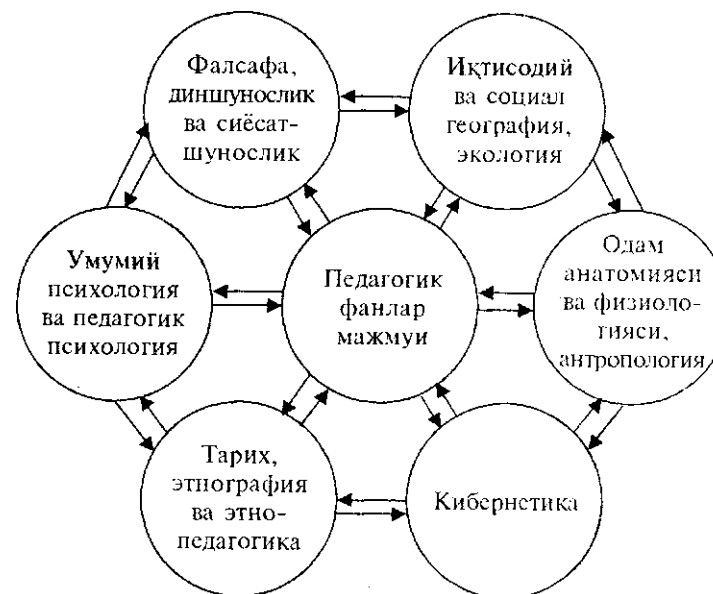 Фалсафа,
диншунослик
ва сиёсат-
шунослик
Иқтисодий
ва социал
география,
экология
Умумий
психология
ва педагогик
психология
Педагогик
фанлар
мажмуи
Одам
анатомияси
ва физиоло-
гияси,
антропология
Тарих,
этнография
ва этно-
педагогика
Кибернетика